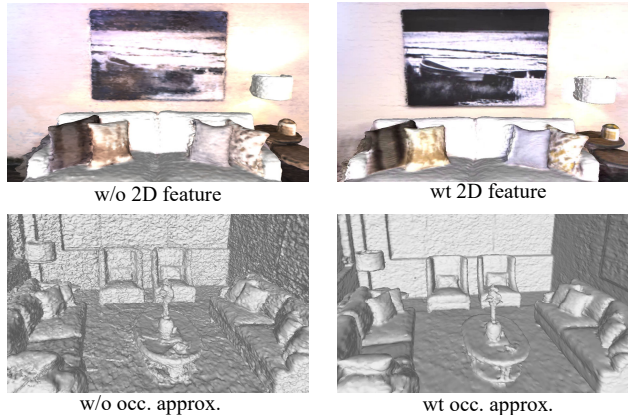 w/o 2D feature
wt 2D feature
w/o occ. approx.
wt occ. approx.